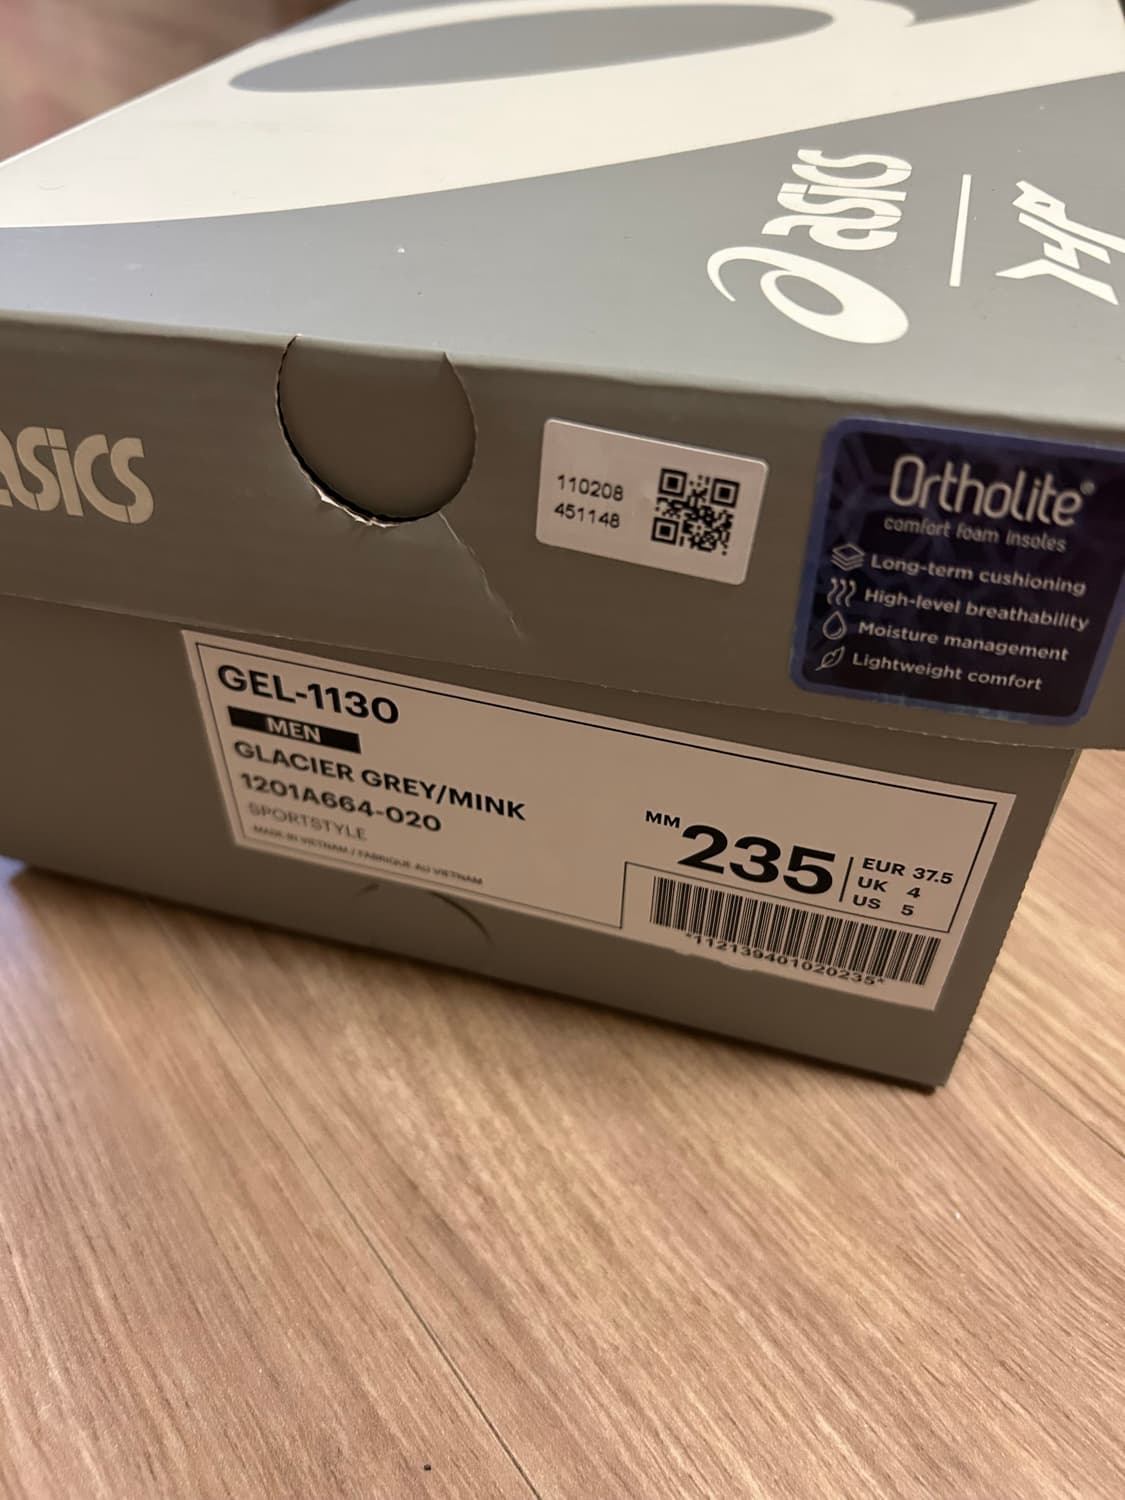 asics
asics
110208
451148
Ortholite®
comfort foam insoles
Long-term cushioning
High-level breathability
Moisture management
Lightweight comfort
GEL-1130
MEN
GLACIER GREY/MINK
1201A664-020
SPORTSTYLE
MADE IN VIETNAM / FABRIQUE AU VIETNAM
MM 235
EUR 37.5
UK 4
US 5
*112139401020235*